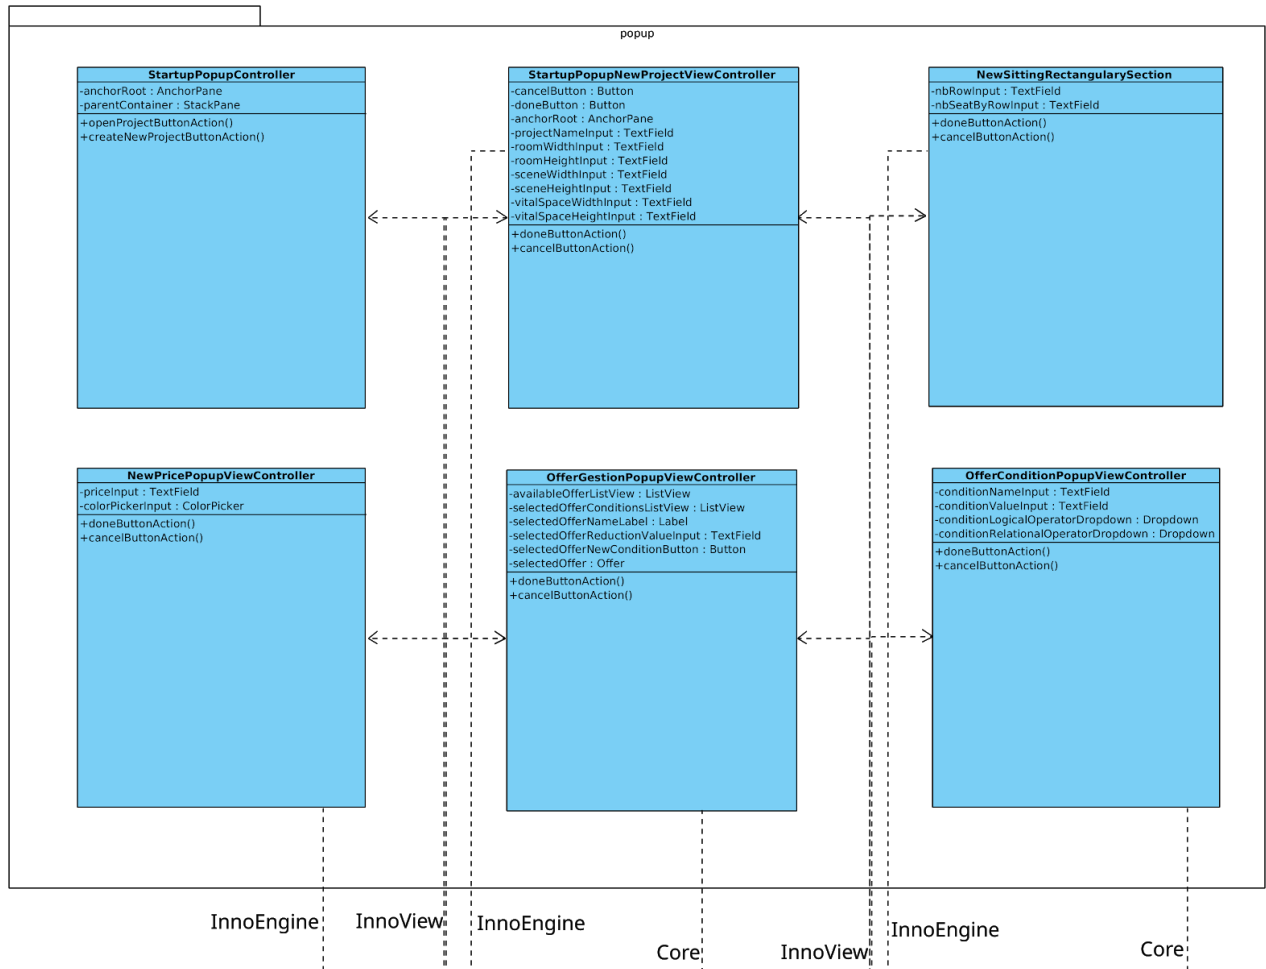 popup
StartupPopupController
-anchorRoot : AnchorPane
-parentContainer : StackPane
+openProjectButtonAction()
+createNewProjectButtonAction()
StartupPopupNewProjectViewController
-cancelButton : Button
-doneButton : Button
-anchorRoot : AnchorPane
-projectNameInput : TextField
-roomWidthInput : TextField
-roomHeightInput : TextField
-sceneWidthInput : TextField
-sceneHeightInput : TextField
-vitalSpaceWidthInput : TextField
-vitalSpaceHeightInput : TextField
+doneButtonAction()
+cancelButtonAction()
NewSittingRectangularySection
-nbRowInput : TextField
-nbSeatByRowInput : TextField
+doneButtonAction()
+cancelButtonAction()
NewPricePopupViewController
-priceInput : TextField
-colorPickerInput : ColorPicker
+doneButtonAction()
+cancelButtonAction()
OfferGestionPopupViewController
-availableOfferListView : ListView
-selectedOfferConditionsListView : ListView
-selectedOfferNameLabel : Label
-selectedOfferReductionValueInput : TextField
-selectedOfferNewConditionButton : Button
-selectedOffer : Offer
+doneButtonAction()
+cancelButtonAction()
OfferConditionPopupViewController
-conditionNameInput : TextField
-conditionValueInput : TextField
-conditionLogicalOperatorDropdown : Dropdown
-conditionRelationalOperatorDropdown : Dropdown
+doneButtonAction()
+cancelButtonAction()
InnoEngine
InnoView
InnoEngine
Core
InnoView
InnoEngine
Core